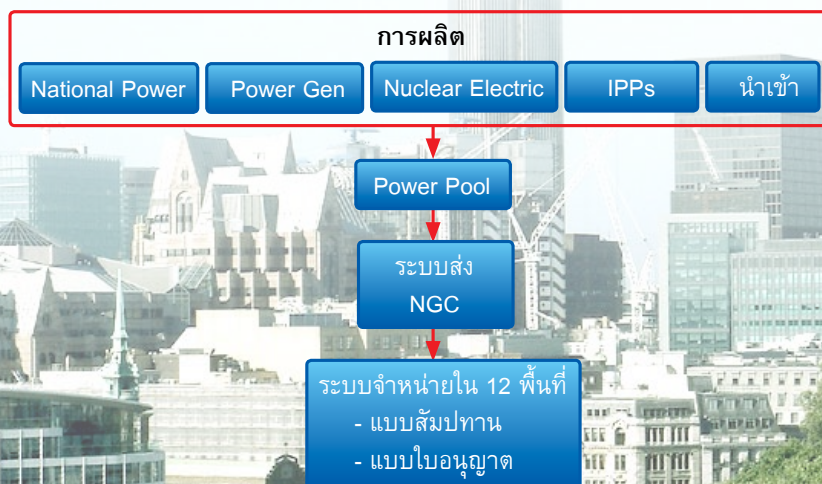 การผลิต
National Power
Power Gen
Nuclear Electric
IPPs
นำเข้า
Power Pool
ระบบส่ง
NGC
ระบบจำหน่ายใน 12 พื้นที่
- แบบสัมปทาน
- แบบใบอนุญาต